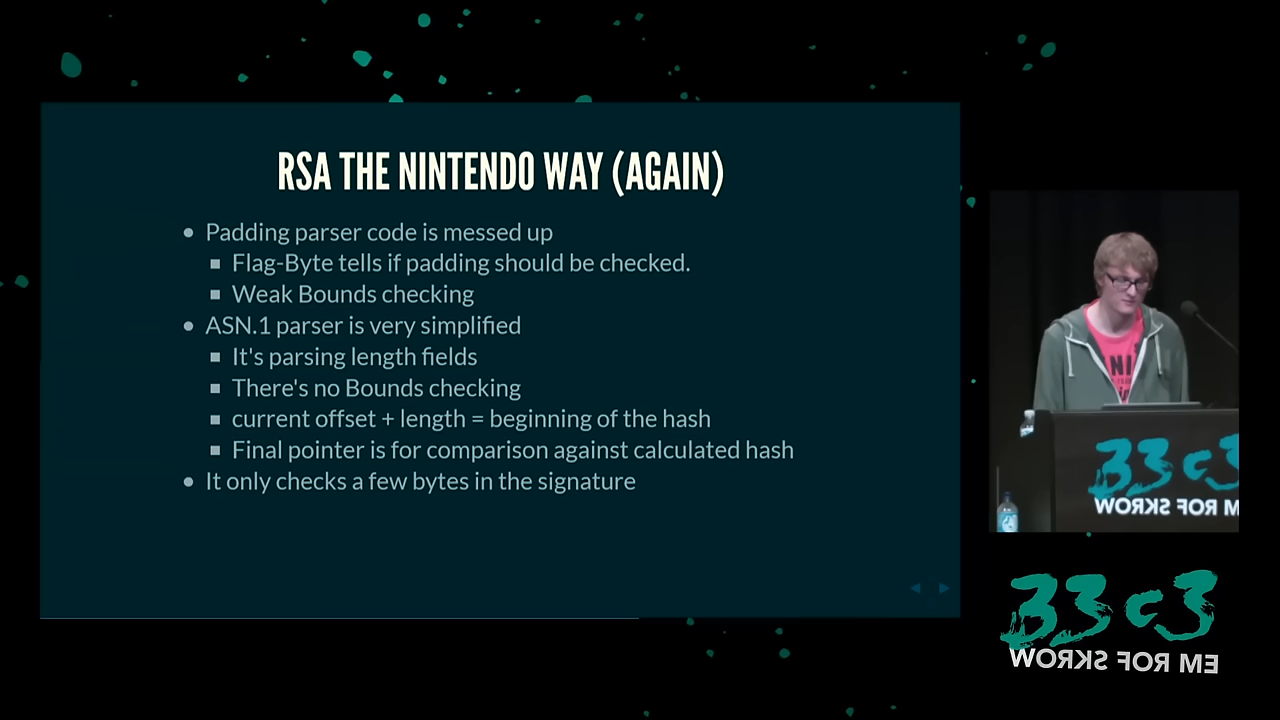 RSA THE NINTENDO WAY (AGAIN)
Padding parser code is messed up
Flag-Byte tells if padding should be checked.
Weak Bounds checking
ASN.1 parser is very simplified
It's parsing length fields
There's no Bounds checking
current offset + length = beginning of the hash
Final pointer is for comparison against calculated hash
It only checks a few bytes in the signature
33c3
WORKS FOR M
33c3
WORKS FOR ME